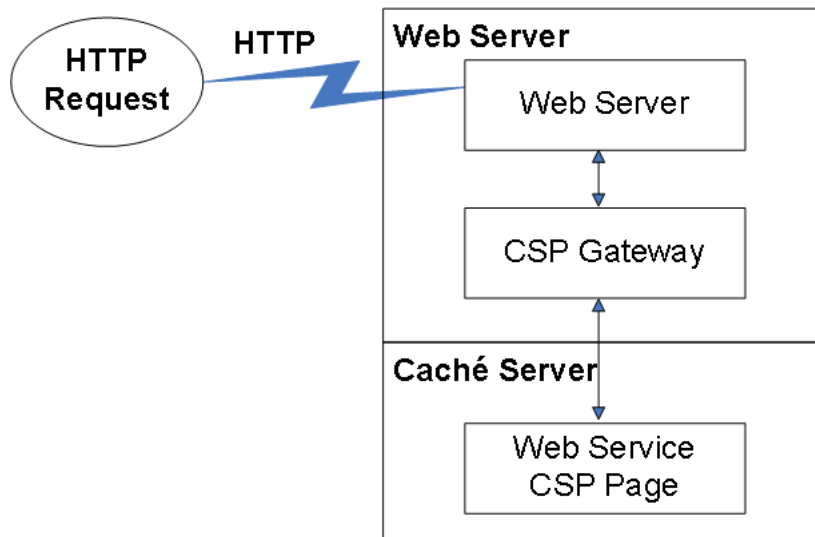 HTTP
Request
HTTP
Web Server
Web Server
CSP Gateway
Caché Server
Web Service
CSP Page